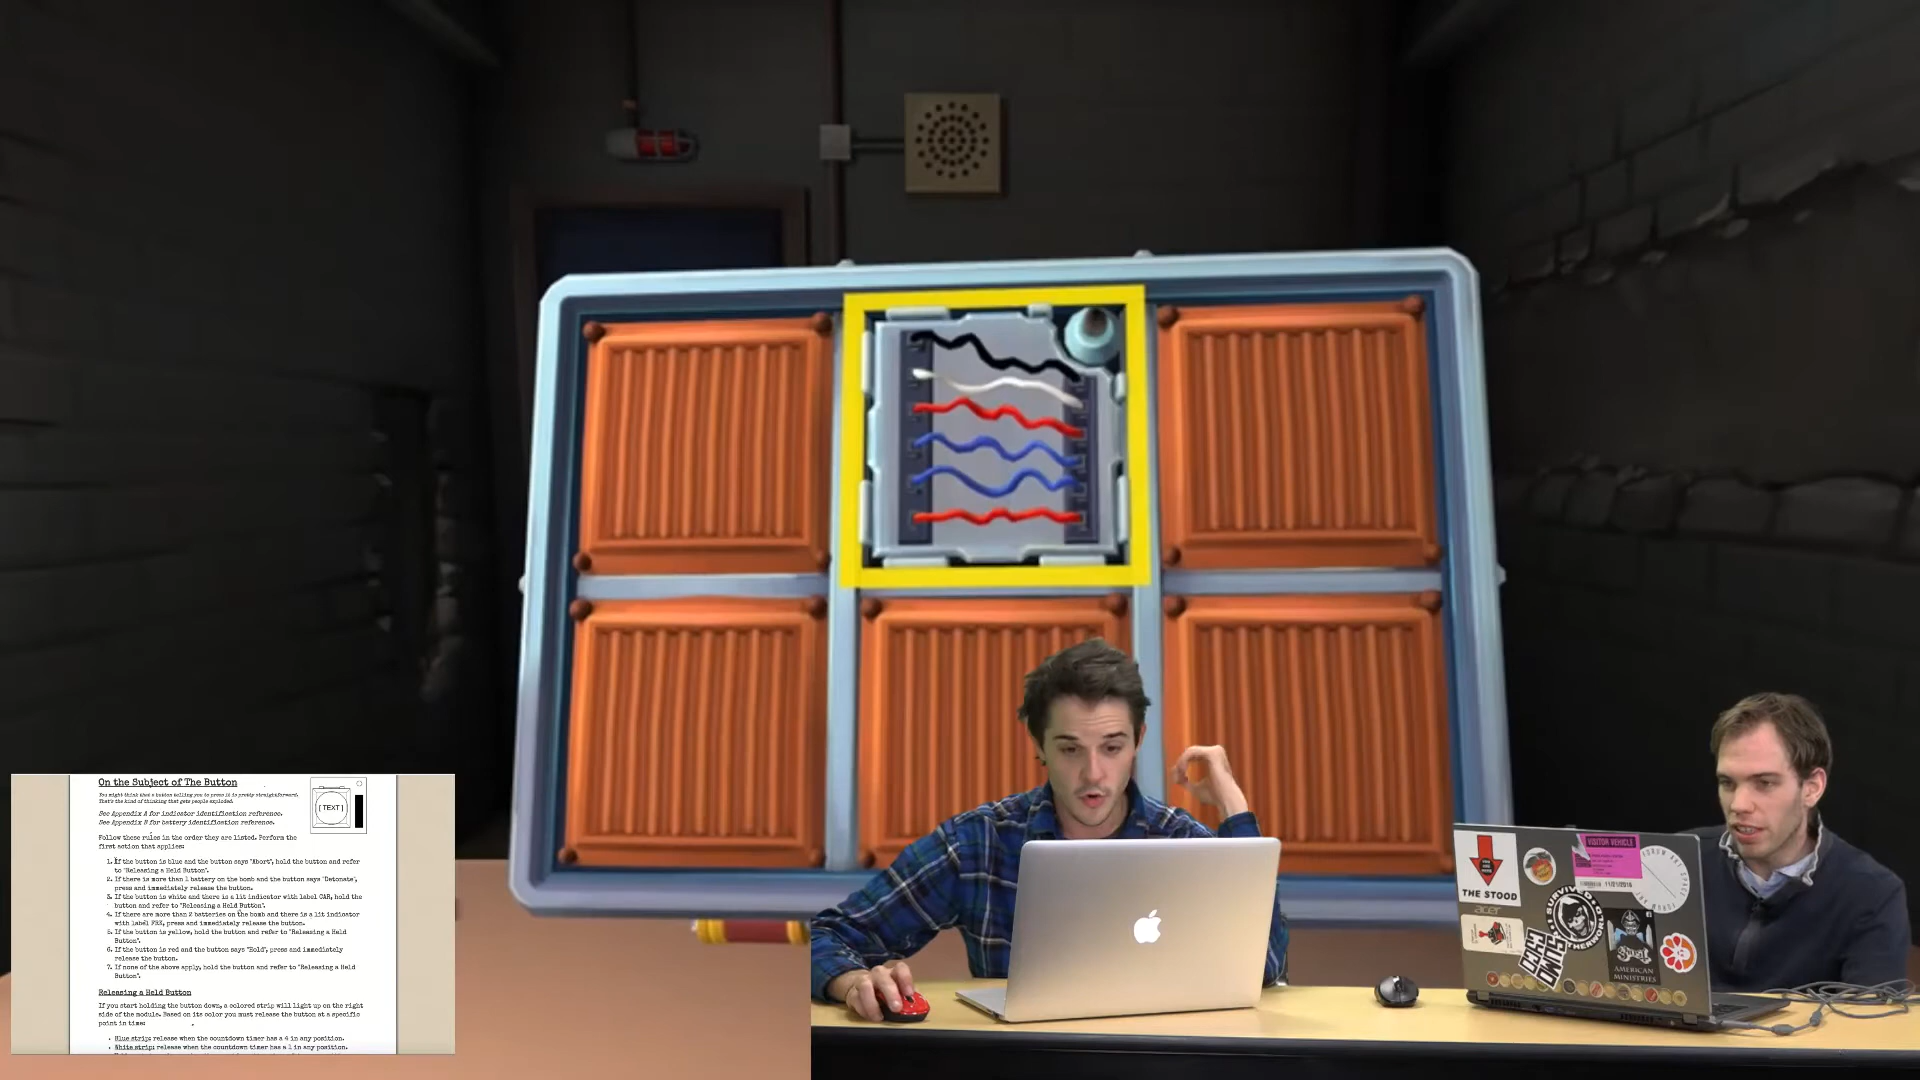 On the Subject of The Button
You might think that a button telling you to press it is pretty straightforward.
That's the kind of thinking that gets people exploded.
See Appendix A for indicator identification reference.
See Appendix B for battery identification reference.
[TEXT]
Follow these rules in the order they are listed. Perform the
first action that applies:
1. If the button is blue and the button says "Abort", hold the button and refer
to "Releasing a Held Button".
2. If there is more than 1 battery on the bomb and the button says "Detonate",
press and immediately release the button.
3. If the button is white and there is a lit indicator with label CAR, hold the
button and refer to "Releasing a Held Button".
4. If there are more than 2 batteries on the bomb and there is a lit indicator
with label FRK, press and immediately release the button.
5. If the button is yellow, hold the button and refer to "Releasing a Held
Button".
6. If the button is red and the button says "Hold", press and immediately
release the button.
7. If none of the above apply, hold the button and refer to "Releasing a Held
Button".
Releasing a Held Button
If you start holding the button down, a colored strip will light up on the right
side of the module. Based on its color you must release the button at a specific
point in time:
• Blue strip: release when the countdown timer has a 4 in any position.
• White strip: release when the countdown timer has a 1 in any position.
THE STOOD
acer
VISITOR VEHICLE
11/21/2016
FORUM ART SPACE
SURVIVED
OTHERWORLD
SUMO
Ghost
AMERICAN
MINISTRIES